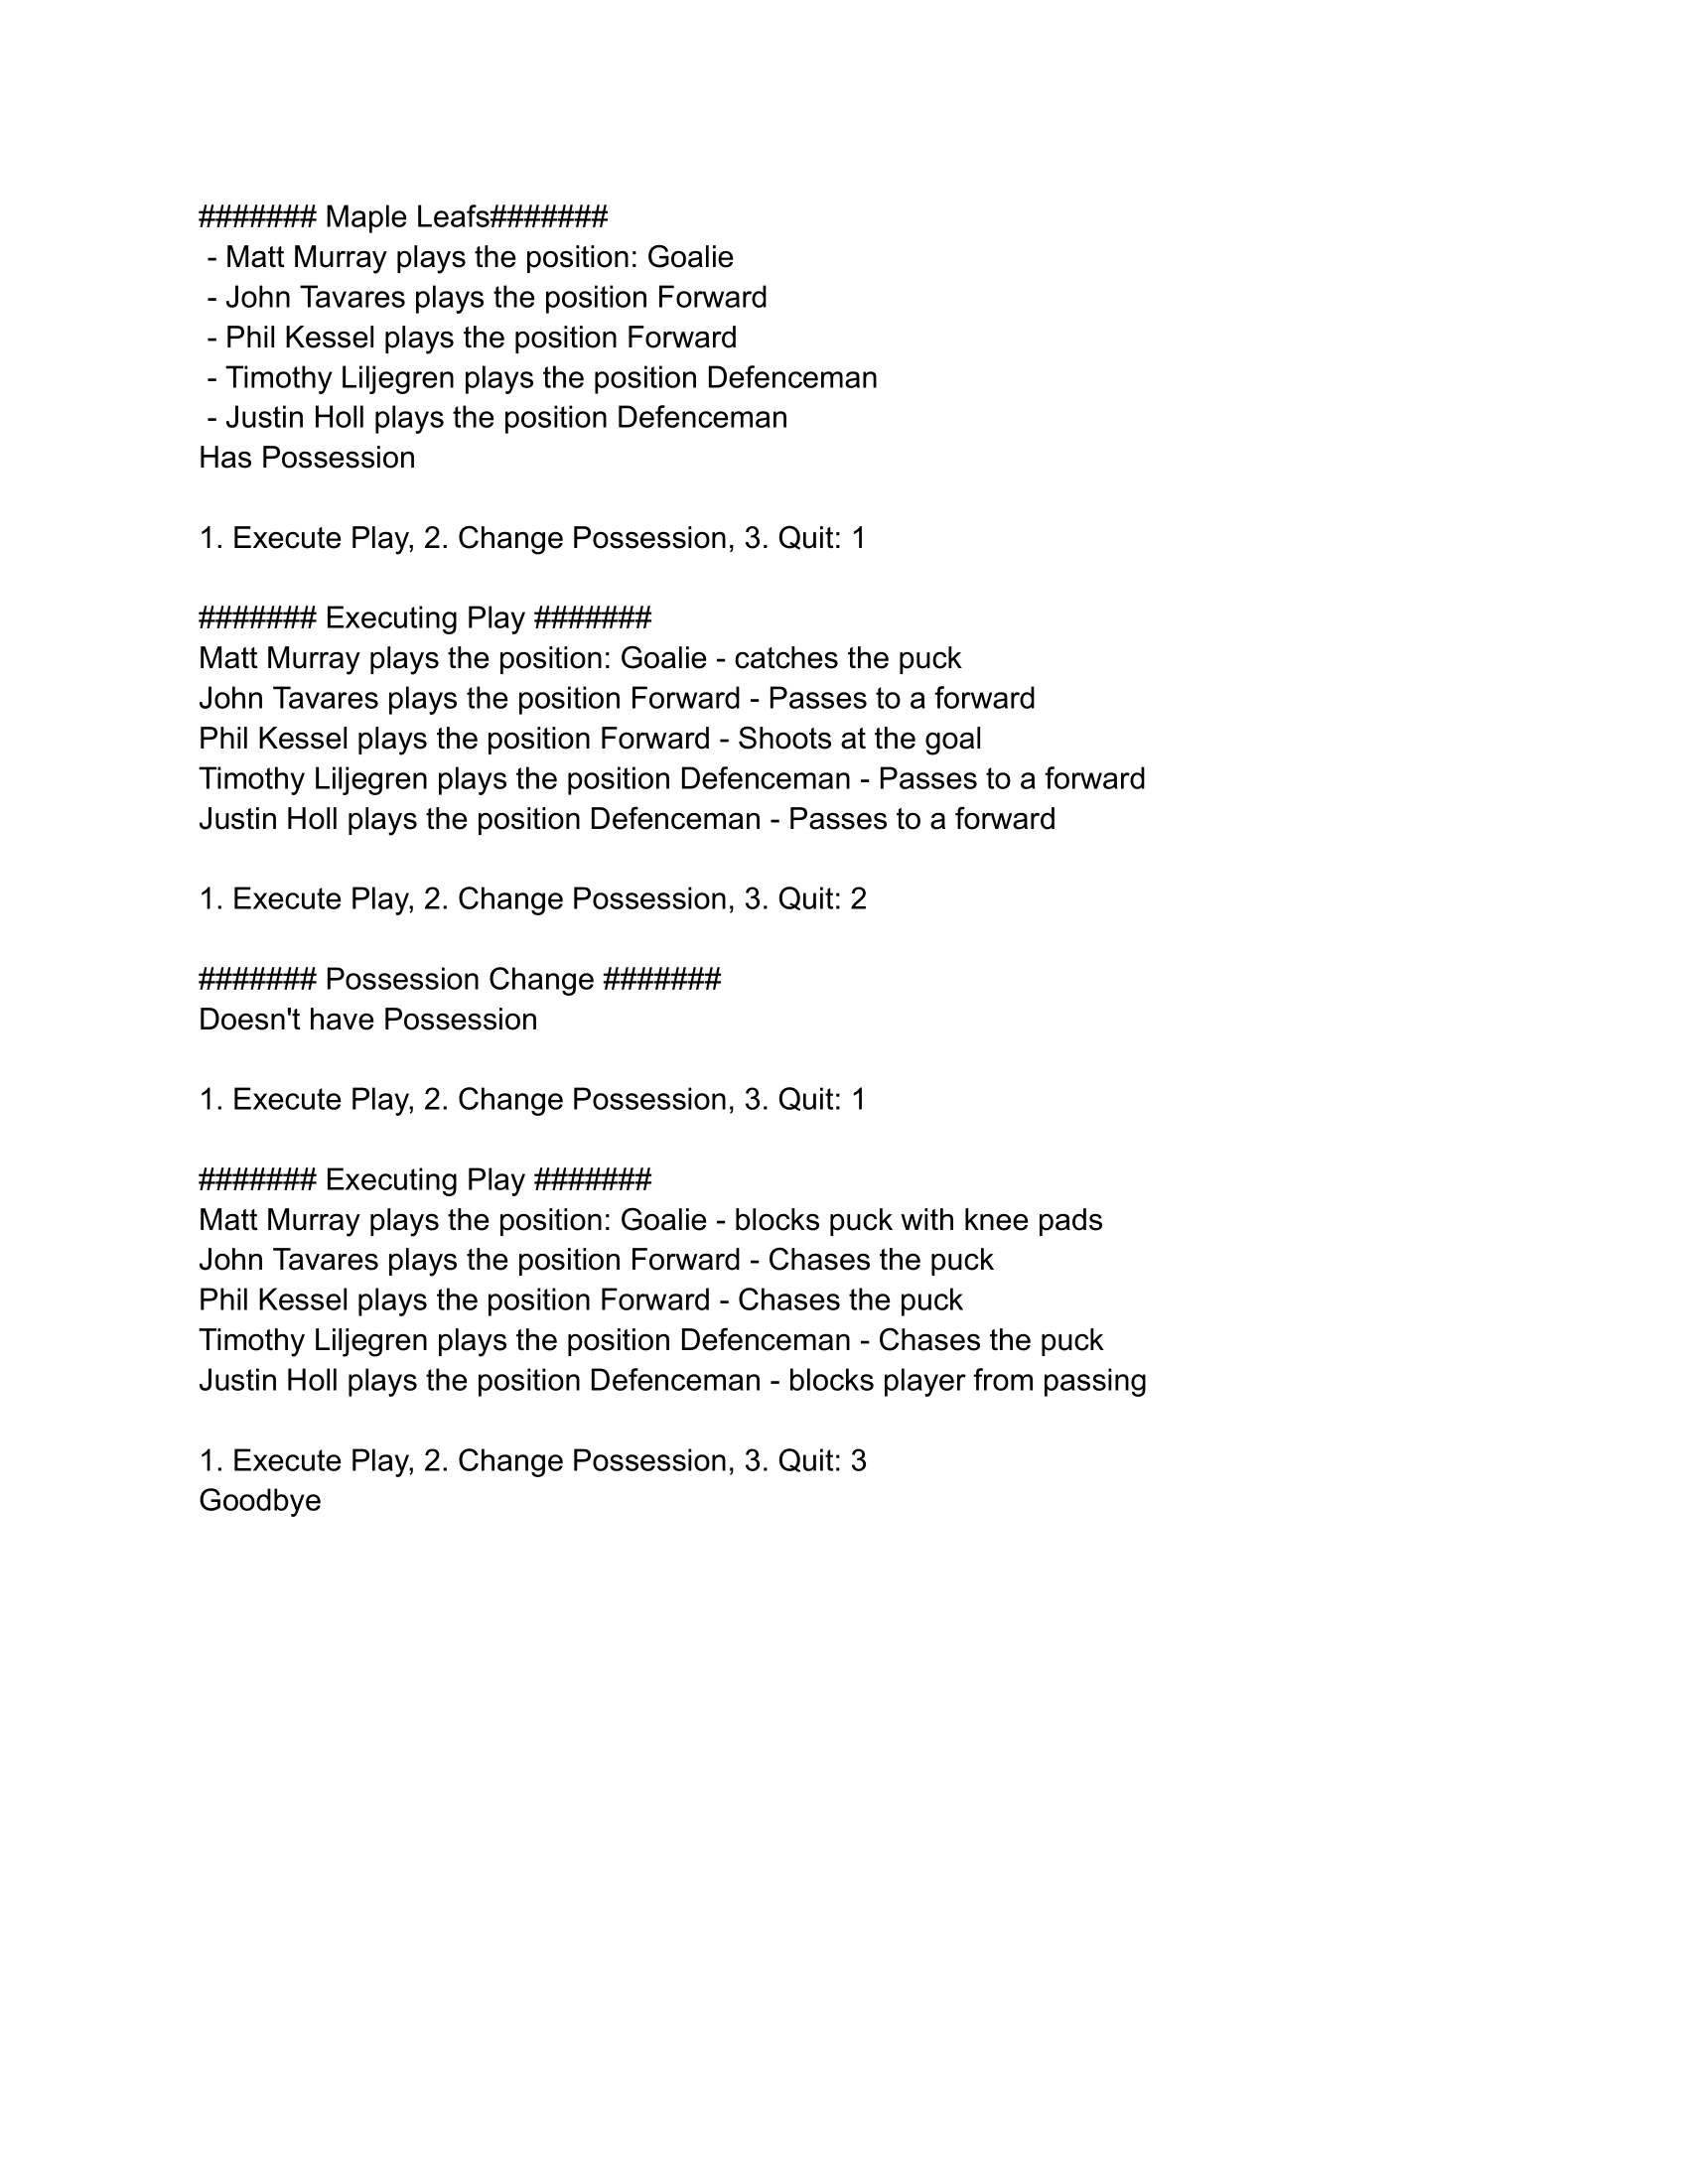 ####### Maple Leafs#######
- Matt Murray plays the position: Goalie
- John Tavares plays the position Forward
- Phil Kessel plays the position Forward
- Timothy Liljegren plays the position Defenceman
- Justin Holl plays the position Defenceman
Has Possession
1. Execute Play, 2. Change Possession, 3. Quit: 1
####### Executing Play #######
Matt Murray plays the position: Goalie - catches the puck
John Tavares plays the position Forward - Passes to a forward
Phil Kessel plays the position Forward - Shoots at the goal
Timothy Liljegren plays the position Defenceman - Passes to a forward
Justin Holl plays the position Defenceman - Passes to a forward
1. Execute Play, 2. Change Possession, 3. Quit: 2
####### Possession Change #######
Doesn't have Possession
1. Execute Play, 2. Change Possession, 3. Quit: 1
####### Executing Play #######
Matt Murray plays the position: Goalie - blocks puck with knee pads
John Tavares plays the position Forward - Chases the puck
Phil Kessel plays the position Forward - Chases the puck
Timothy Liljegren plays the position Defenceman - Chases the puck
Justin Holl plays the position Defenceman - blocks player from passing
1. Execute Play, 2. Change Possession, 3. Quit: 3
Goodbye